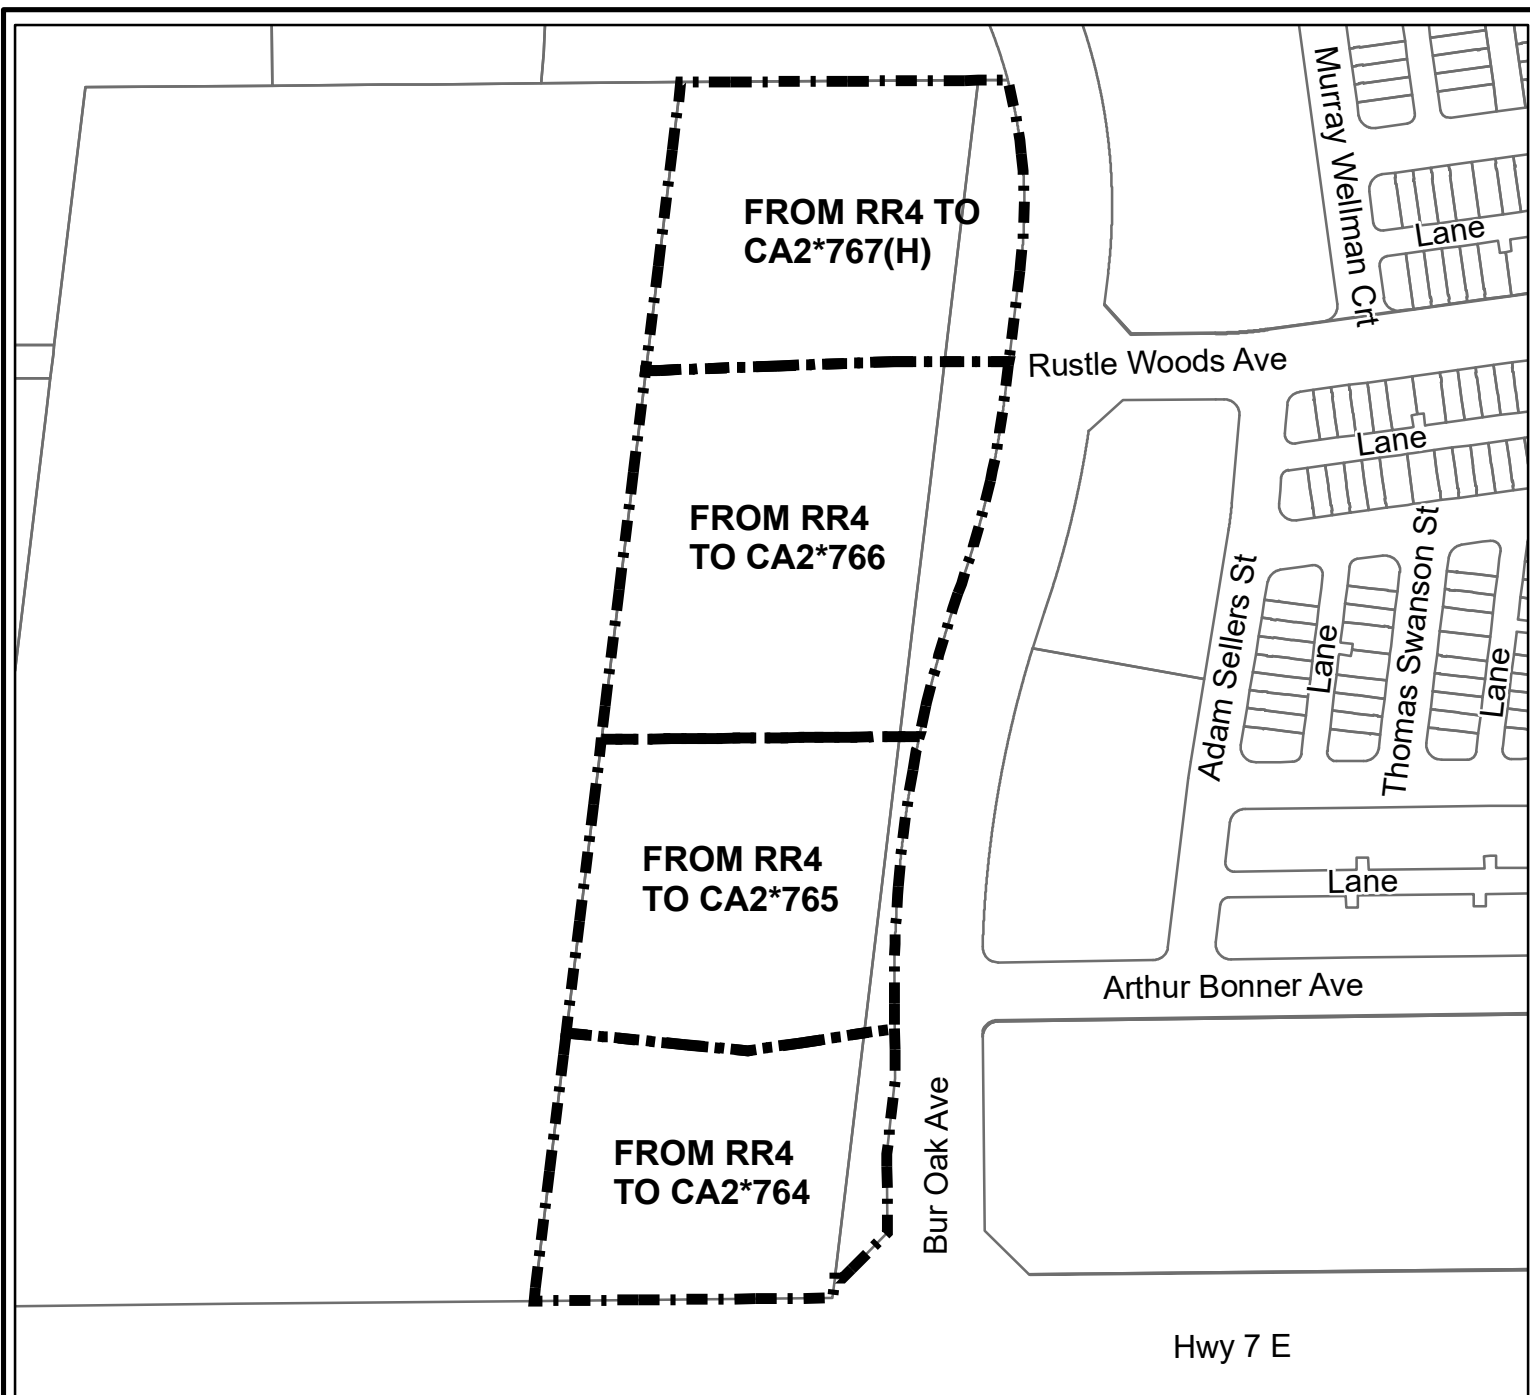 Murray Wellman Crt
FROM RR4 TO
CA2*767(H)
Lane
Rustle Woods Ave
Lane
FROM RR4
TO CA2*766
Adam Sellers St
Lane
Thomas Swanson St
Lane
FROM RR4
TO CA2*765
Lane
Arthur Bonner Ave
Bur Oak Ave
FROM RR4
TO CA2*764
Hwy 7 E